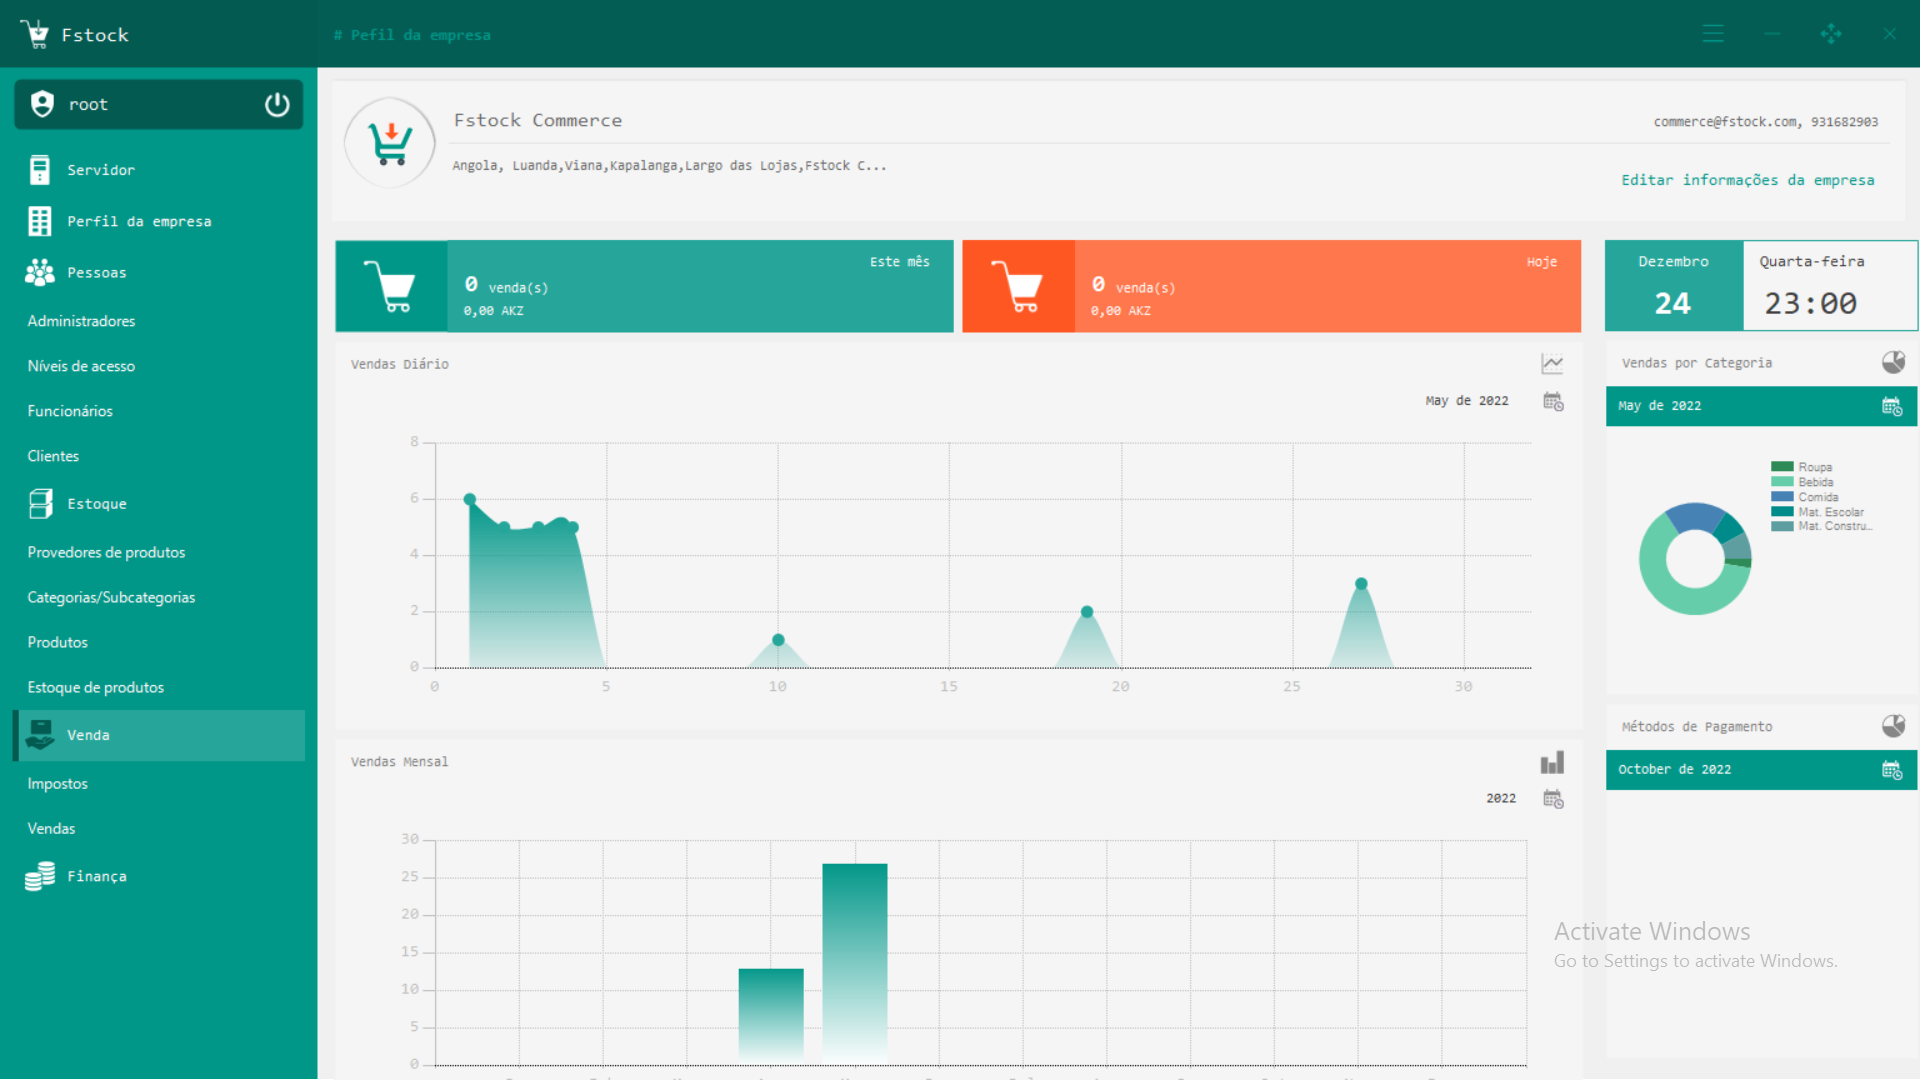 Fstock
# Pefil da empresa
root
Servidor
Perfil da empresa
Pessoas
Administradores
Níveis de acesso
Funcionários
Clientes
Estoque
Provedores de produtos
Categorias/Subcategorias
Produtos
Estoque de produtos
Venda
Impostos
Vendas
Finança
Fstock Commerce
commerce@fstock.com, 931682903
Angola, Luanda,Viana,Kapalanga,Largo das Lojas,Fstock C...
Editar informações da empresa
Este mês
0 venda(s)
0,00 AKZ
Hoje
0 venda(s)
0,00 AKZ
Dezembro
24
Quarta-feira
23:00
Vendas Diário
May de 2022
8
6
4
2
0
0 5 10 15 20 25 30
Vendas por Categoria
May de 2022
Roupa
Bebida
Comida
Mat. Escolar
Mat. Constru...
Vendas Mensal
2022
30
25
20
15
10
5
0
Métodos de Pagamento
October de 2022
Activate Windows
Go to Settings to activate Windows.